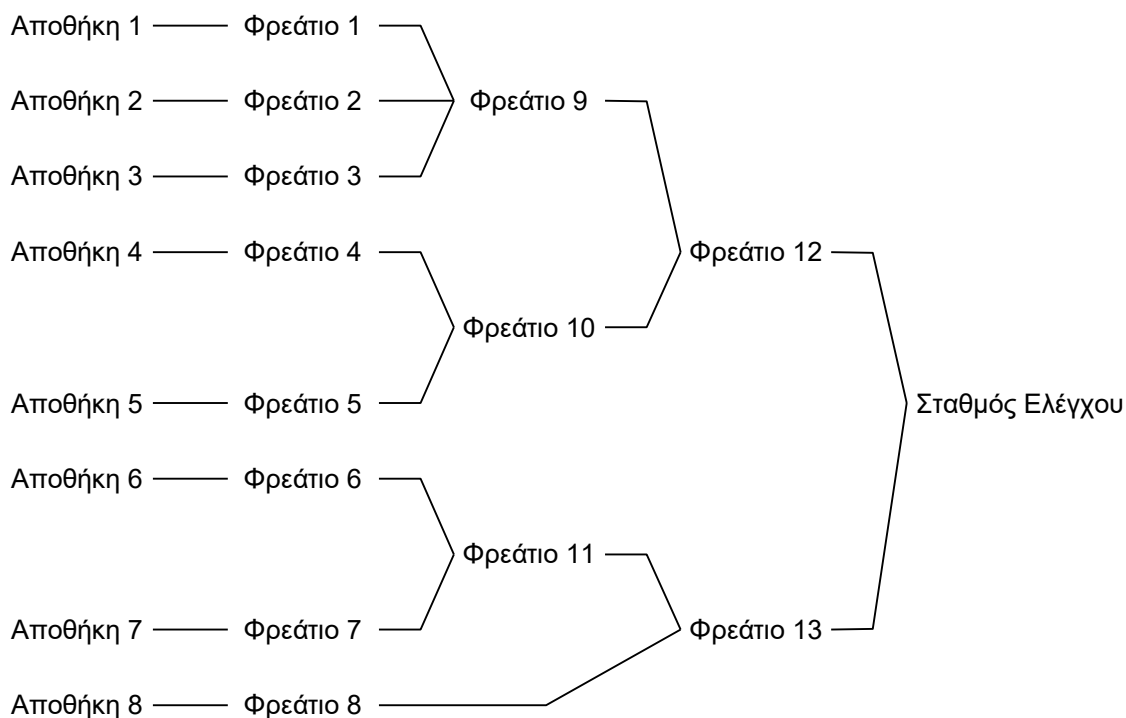 Αποθήκη 1 Φρεάτιο 1
Αποθήκη 2 Φρεάτιο 2 Φρεάτιο 9
Αποθήκη 3 Φρεάτιο 3
Αποθήκη 4 Φρεάτιο 4 Φρεάτιο 12
Φρεάτιο 10
Αποθήκη 5 Φρεάτιο 5 Σταθμός Ελέγχου
Αποθήκη 6 Φρεάτιο 6
Φρεάτιο 11
Αποθήκη 7 Φρεάτιο 7 Φρεάτιο 13
Αποθήκη 8 Φρεάτιο 8